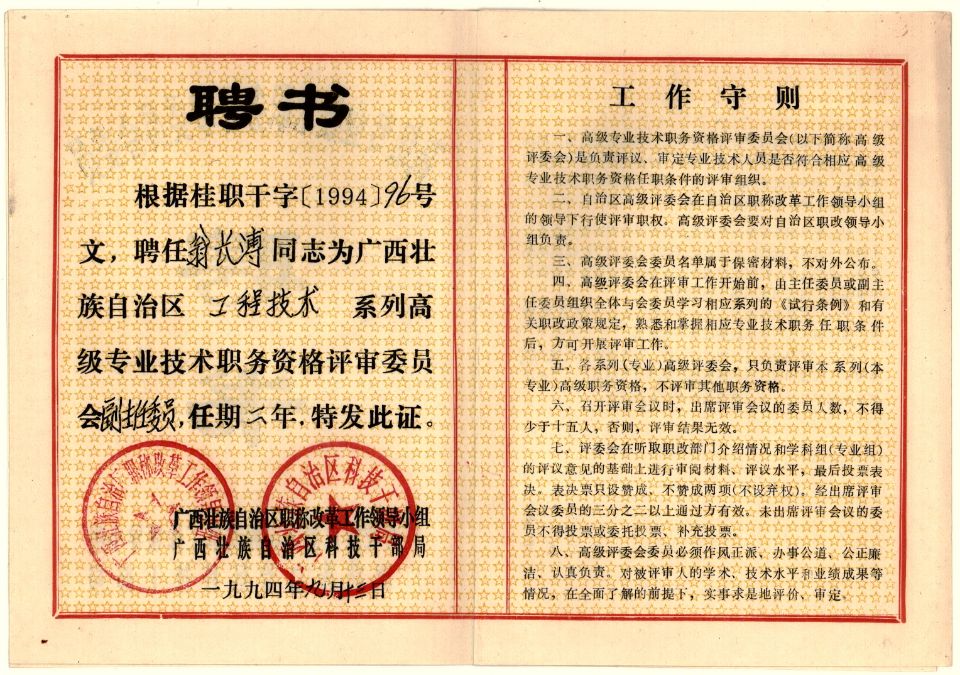 聘书
根据桂职干字〔1994〕96号
文，聘任翁长溥同志为广西壮
族自治区 工程技术 系列高
级专业技术职务资格评审委员
会副主任委员，任期二年．特发此证。
广西壮族自治区职称改革工作领导小组
广西壮族自治区科技干部局
一九九四年九月十二日
工作守则
一、高级专业技术职务资格评审委员会(以下简称高级
评委会)是负责评议、审定专业技术人员是否符合相应高级
专业技术职务资格任职条件的评审组织。
二、自治区高级评委会在自治区职称改革工作领导小组
的领导下行使评审职权。高级评委会要对自治区职改领导小
组负责。
三、高级评委会委员名单属于保密材料，不对外公布。
四、高级评委会在评审工作开始前，由主任委员或副主
任委员组织全体与会委员学习相应系列的《试行条例》和有
关职改政策规定，熟悉和掌握相应专业技术职务任职条件
后，方可开展评审工作。
五、各系列(专业)高级评委会，只负责评审本系列(本
专业)高级职务资格，不评审其他职务资格。
六、召开评审会议时，出席评审会议的委员人数，不得
少于十五人，否则，评审结果无效。
七、评委会在听取职改部门介绍情况和学科组(专业组)
的评议意见的基础上进行审阅材料、评议水平，最后投票表
决。表决票只设赞成、不赞成两项(不设弃权)，经出席评审
会议委员的三分之二以上通过方有效。未出席评审会议的委
员不得投票或委托投票、补充投票。
八、高级评委会委员必须作风正派、办事公道、公正廉
洁、认真负责。对被评审人的学术、技术水平和业绩成果等
情况，在全面了解的前提下，实事求是地评价、审定。